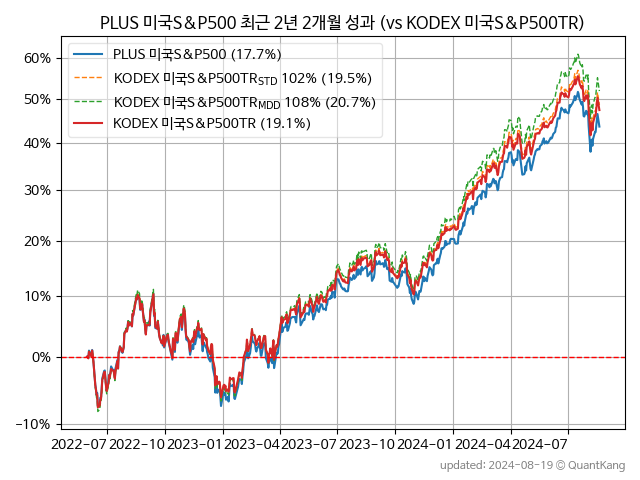 PLUS 미국S&P500 최근 2년 2개월 성과 (vs KODEX 미국S&P500TR)
PLUS 미국S&P500 (17.7%)
KODEX 미국S&P500TR_STD 102% (19.5%)
KODEX 미국S&P500TR_MDD 108% (20.7%)
KODEX 미국S&P500TR (19.1%)
60%
50%
40%
30%
20%
10%
0%
−10%
2022-07 2022-10 2023-01 2023-04 2023-07 2023-10 2024-01 2024-04 2024-07
updated: 2024-08-19 © QuantKang